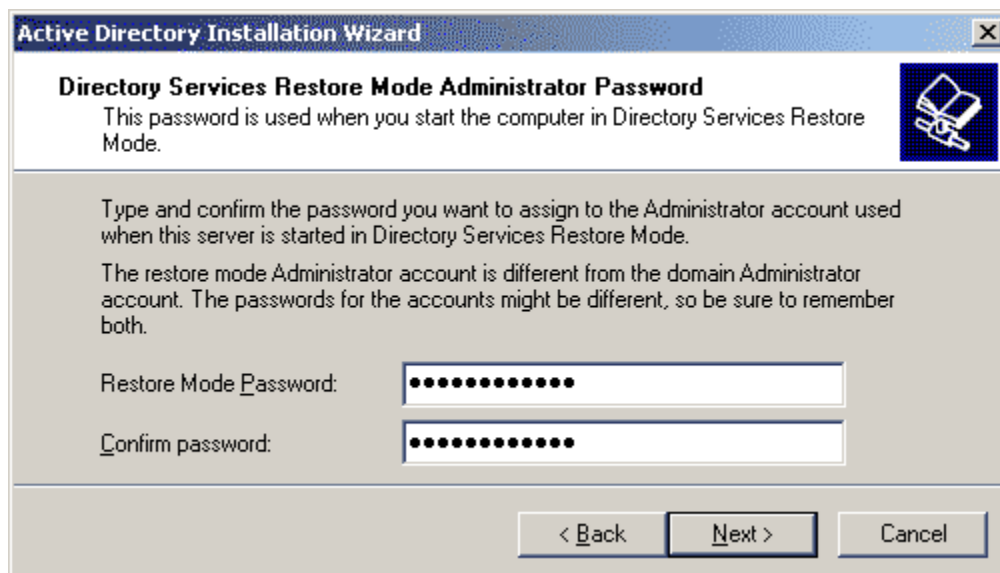 Active Directory Installation Wizard
Directory Services Restore Mode Administrator Password
This password is used when you start the computer in Directory Services Restore
Mode.
Type and confirm the password you want to assign to the Administrator account used
when this server is started in Directory Services Restore Mode.
The restore mode Administrator account is different from the domain Administrator
account. The passwords for the accounts might be different, so be sure to remember
both.
Restore Mode Password: ●●●●●●●●●●●●
Confirm password: ●●●●●●●●●●●●
< Back Next > Cancel